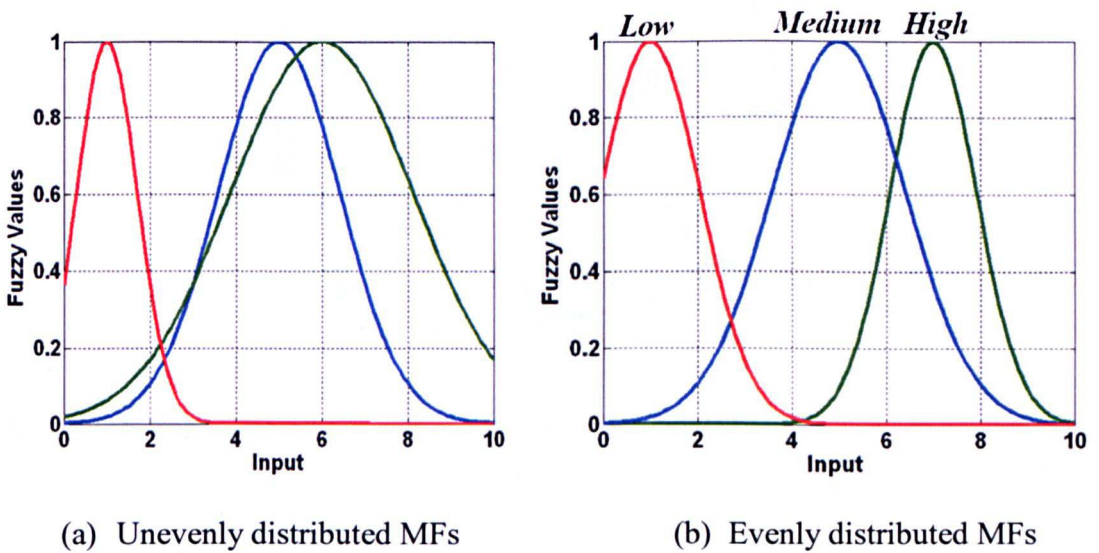 Low Medium High
1
0.8
0.6
0.4
0.2
0
Fuzzy Values
0 2 4 6 8 10
Input
1
0.8
0.6
0.4
0.2
0
Fuzzy Values
0 2 4 6 8 10
Input
(a) Unevenly distributed MFs
(b) Evenly distributed MFs